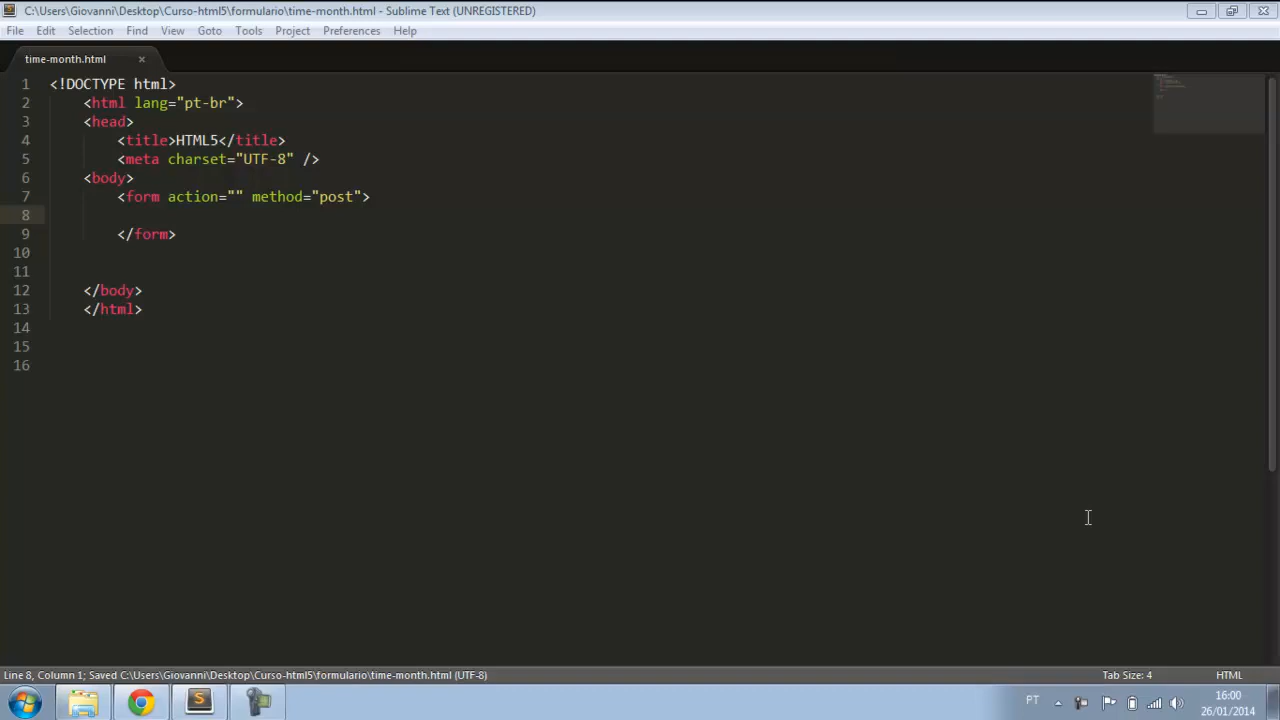 C:\Users\Giovanni\Desktop\Curso-html5\formulario\time-month.html - Sublime Text (UNREGISTERED)
File Edit Selection Find View Goto Tools Project Preferences Help
time-month.html ×
1 <!DOCTYPE html>
2 <html lang="pt-br">
3 <head>
4 <title>HTML5</title>
5 <meta charset="UTF-8" />
6 <body>
7 <form action="" method="post">
8
9 </form>
10
11
12 </body>
13 </html>
14
15
16
Line 8, Column 1; Saved C:\Users\Giovanni\Desktop\Curso-html5\formulario\time-month.html (UTF-8) Tab Size: 4 HTML
PT 16:00
26/01/2014